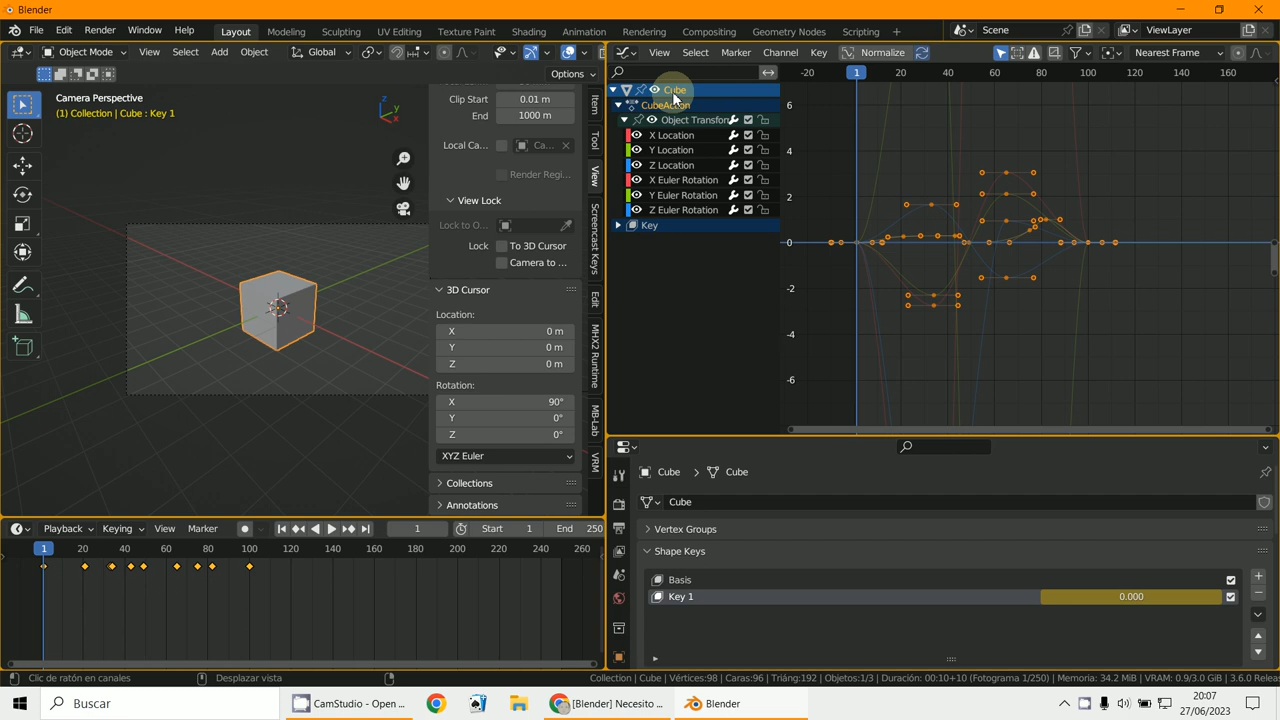 Blender
File Edit Render Window Help Layout Modeling Sculpting UV Editing Texture Paint Shading Animation Rendering Compositing Geometry Nodes Scripting + Scene ViewLayer
Object Mode View Select Add Object Global View Select Marker Channel Key Normalize Nearest Frame
Options
-20 1 20 40 60 80 100 120 140 160
Camera Perspective
(1) Collection | Cube : Key 1
Clip Start 0.01 m
End 1000 m
Local Ca... Ca...
Render Regi...
View Lock
Lock to O...
Lock To 3D Cursor
Camera to ...
3D Cursor
Location:
X 0 m
Y 0 m
Z 0 m
Rotation:
X 90°
Y 0°
Z 0°
XYZ Euler
Collections
Annotations
Item
Tool
View
Screencast Keys
Edit
MHX2 Runtime
MB-Lab
VRM
Z
Y
X
Cube
CubeAction
Object Transfor
X Location
Y Location
Z Location
X Euler Rotation
Y Euler Rotation
Z Euler Rotation
Key
6
4
2
0
-2
-4
-6
Cube > Cube
Cube
Vertex Groups
Shape Keys
Basis
Key 1 0.000
Playback Keying View Marker 1 Start 1 End 250
1 20 40 60 80 100 120 140 160 180 200 220 240 260
Clic de ratón en canales Desplazar vista Collection | Cube | Vértices:98 | Caras:96 | Triáng:192 | Objetos:1/3 | Duración: 00:10+10 (Fotograma 1/250) | Memoria: 34.2 MiB | VRAM: 0.9/3.0 GiB | 3.6.0 Releas
Buscar CamStudio - Open ... [Blender] Necesito ... Blender
20:07
27/06/2023